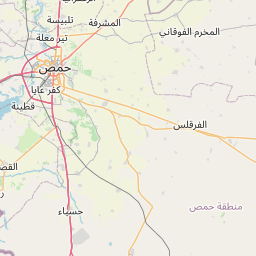 المشرفة
تلبيسة
المخرم الفوقاني
تير معلة
حمص
كفر عايا
قطينة
الفرقلس
حسياء
منطقة حمص